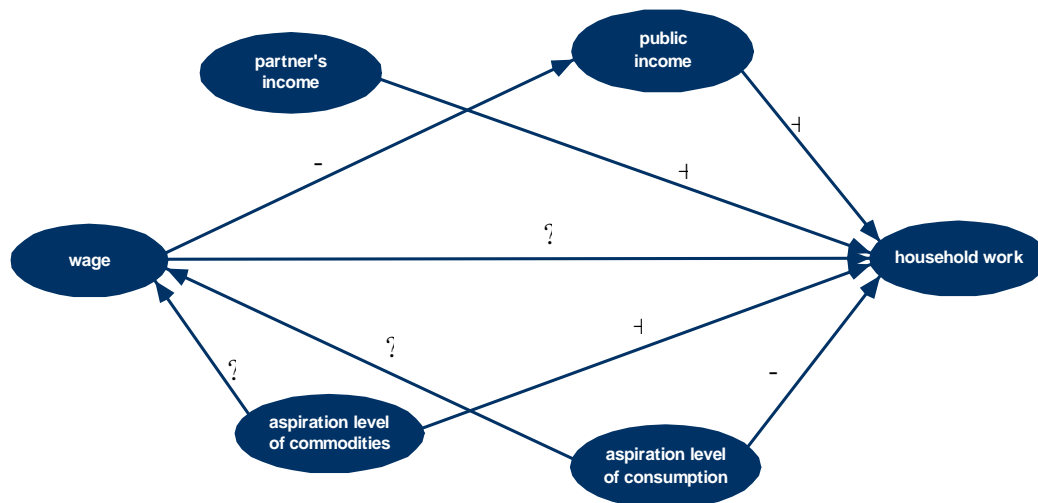 public
income
partner's
income
+
-
+
?
wage
household work
+
?
?
-
aspiration level
of commodities
aspiration level
of consumption